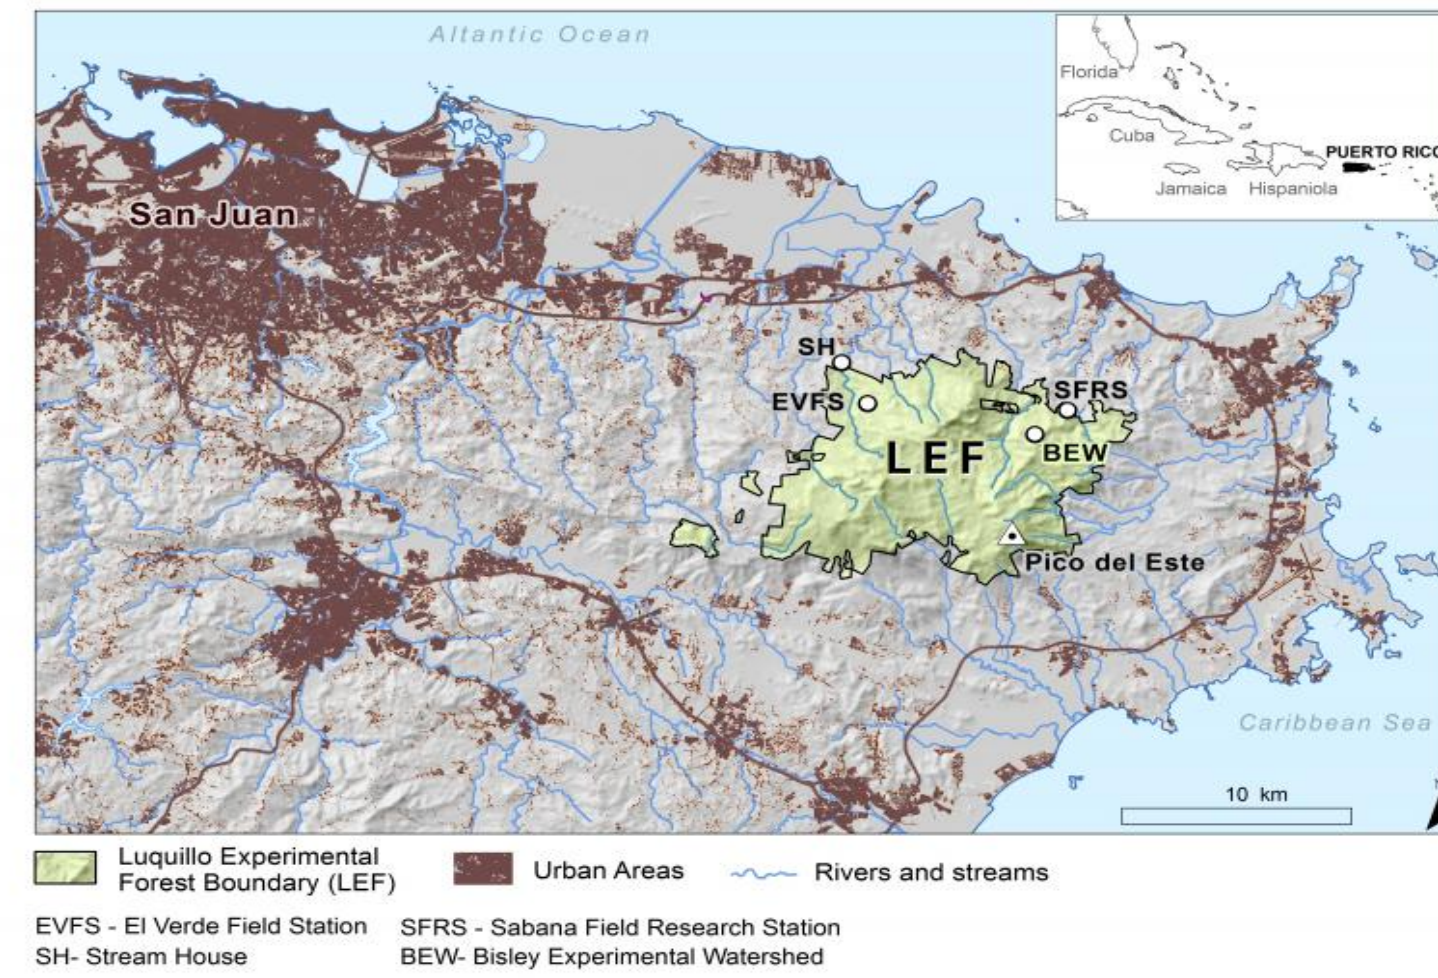 Altantic Ocean
Florida
Cuba
PUERTO RICO
Jamaica Hispaniola
San Juan
SH
EVFS
SFRS
LEF
BEW
Pico del Este
Caribbean Sea
10 km
Luquillo Experimental
Forest Boundary (LEF)
Urban Areas
Rivers and streams
EVFS - El Verde Field Station
SFRS - Sabana Field Research Station
SH- Stream House
BEW- Bisley Experimental Watershed